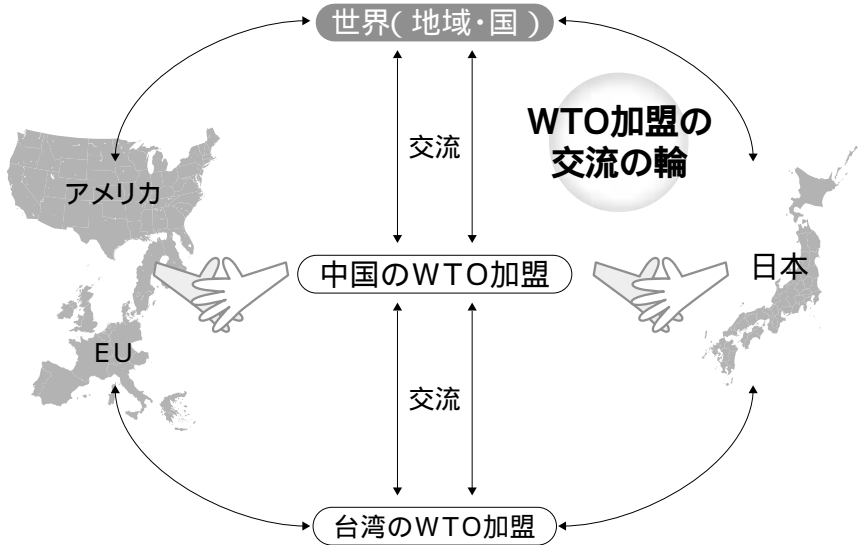 世界(地域・国)
WTO加盟の
交流の輪
交流
アメリカ
中国のWTO加盟
日本
EU
交流
台湾のWTO加盟